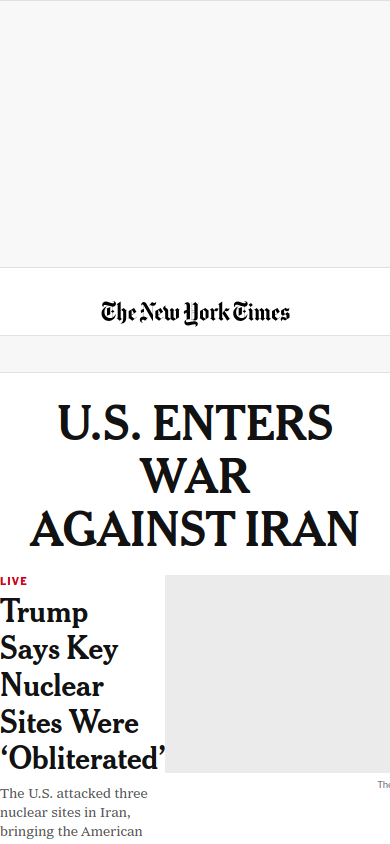 The New York Times
U.S. ENTERS
WAR
AGAINST IRAN
LIVE
Trump
Says Key
Nuclear
Sites Were
‘Obliterated’
The
The U.S. attacked three
nuclear sites in Iran,
bringing the American